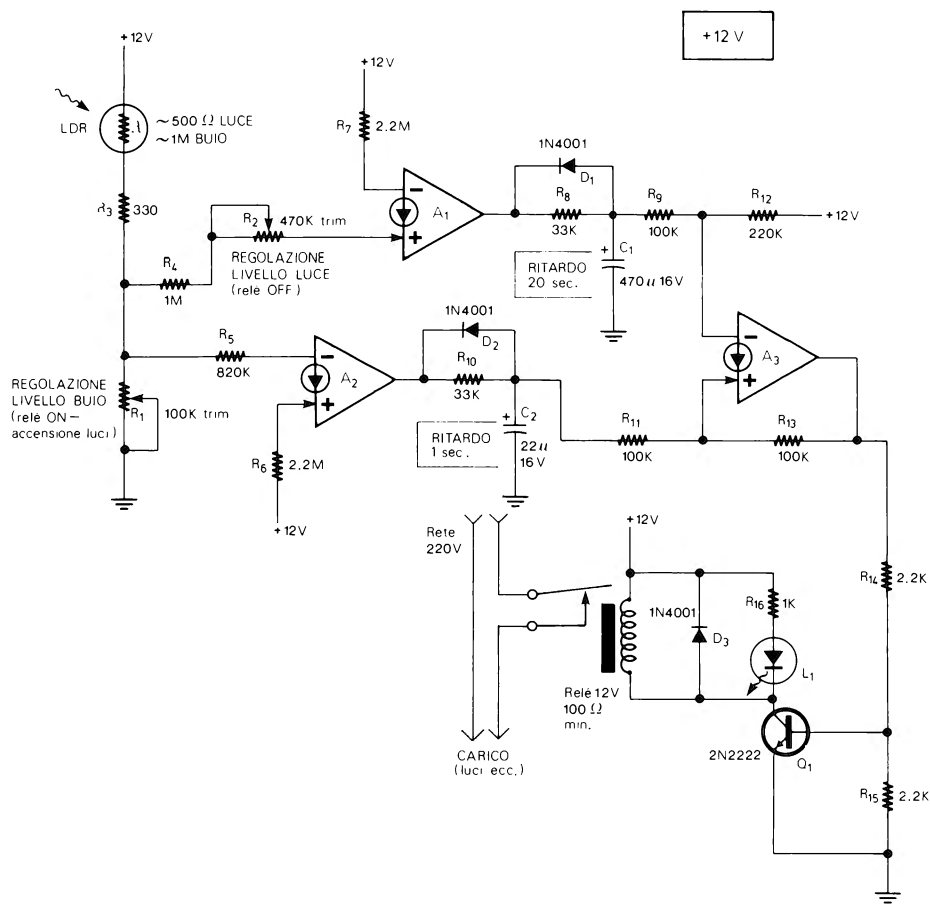 +12 V
+12V
LDR
~500 Ω LUCE
~1M BUIO
+12V
R7
2.2M
1N4001
D1
A1
R8
33K
R9
100K
R12
220K
+12V
R3
330
R2
470K trim
REGOLAZIONE
LIVELLO LUCE
(relé OFF)
R4
1M
RITARDO
20 sec.
+
C1
470µ 16V
1N4001
D2
R5
820K
A2
R10
33K
A3
REGOLAZIONE
LIVELLO BUIO
(relé ON—
accensione luci)
R1
100K trim
R6
2.2M
+12V
RITARDO
1 sec.
+
C2
22µ
16V
R11
100K
R13
100K
Rete
220V
+12V
R14
2.2K
1N4001
D3
R16
1K
L1
Relé 12V
100 Ω
min.
2N2222
Q1
CARICO
(luci ecc.)
R15
2.2K